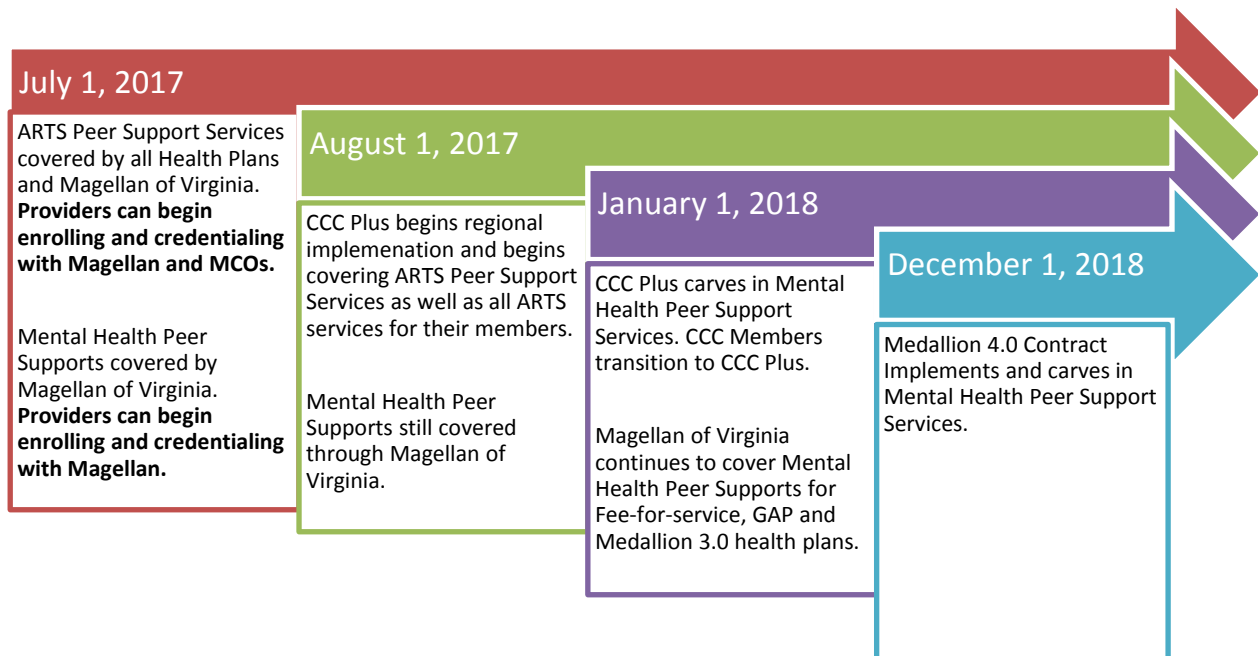 July 1, 2017
ARTS Peer Support Services
covered by all Health Plans
and Magellan of Virginia.
Providers can begin
enrolling and credentialing
with Magellan and MCOs.
Mental Health Peer
Supports covered by
Magellan of Virginia.
Providers can begin
enrolling and credentialing
with Magellan.
August 1, 2017
CCC Plus begins regional
implemenation and begins
covering ARTS Peer Support
Services as well as all ARTS
services for their members.
Mental Health Peer
Supports still covered
through Magellan of
Virginia.
January 1, 2018
CCC Plus carves in Mental
Health Peer Support
Services. CCC Members
transition to CCC Plus.
Magellan of Virginia
continues to cover Mental
Health Peer Supports for
Fee-for-service, GAP and
Medallion 3.0 health plans.
December 1, 2018
Medallion 4.0 Contract
Implements and carves in
Mental Health Peer Support
Services.